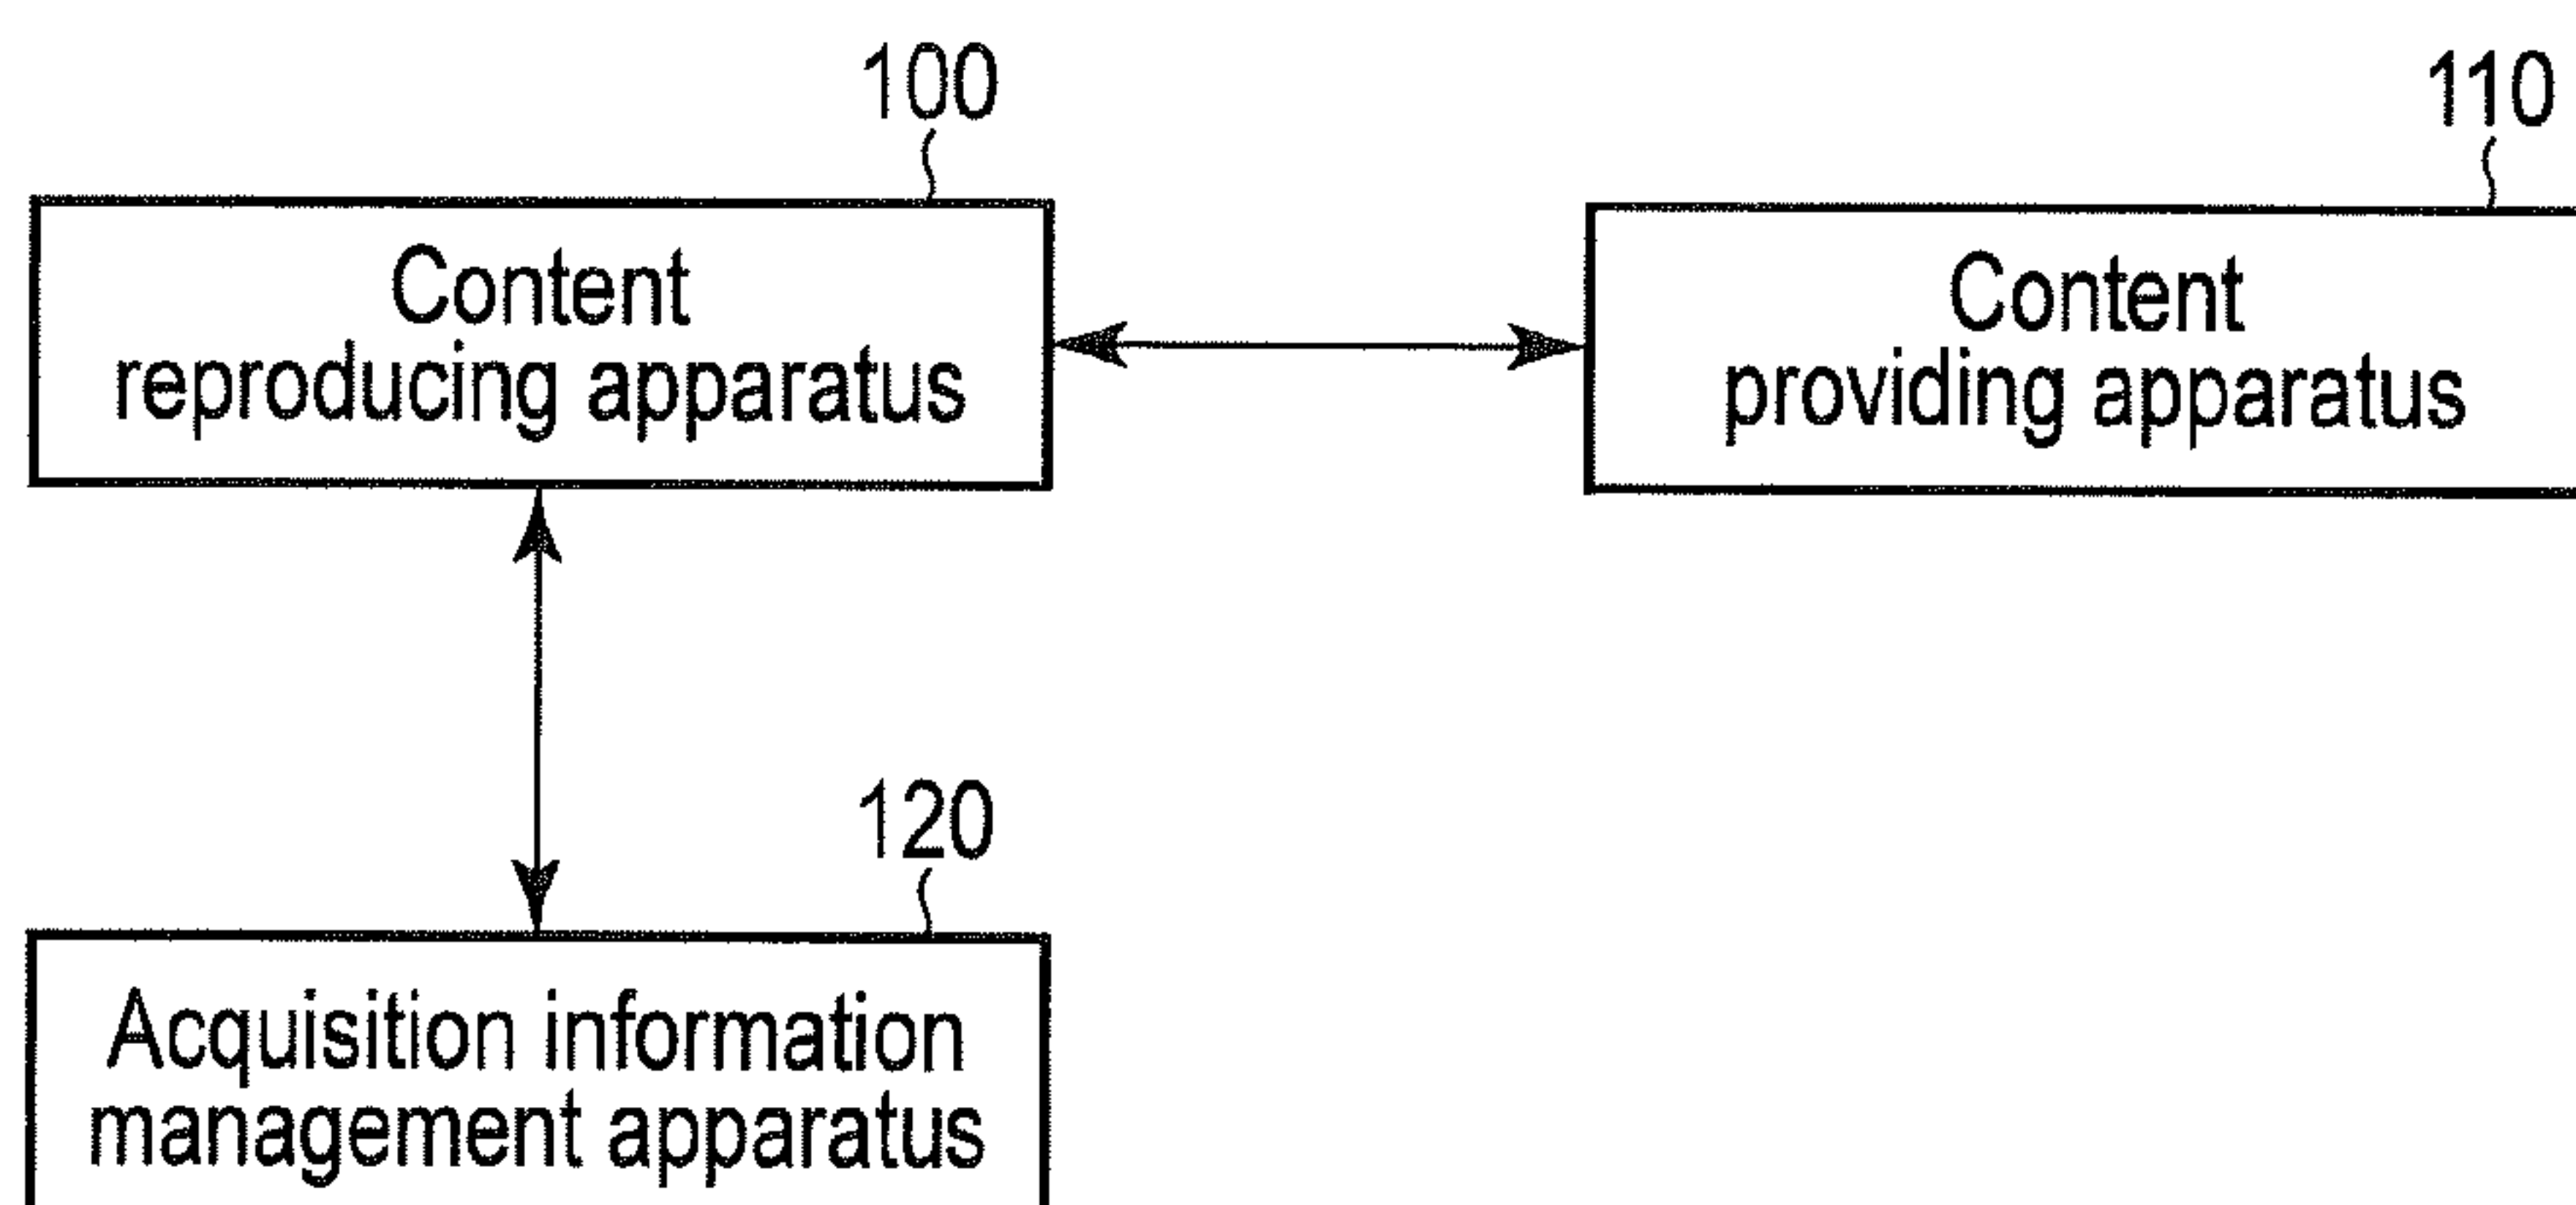 100
Content
reproducing apparatus
110
Content
providing apparatus
120
Acquisition information
management apparatus